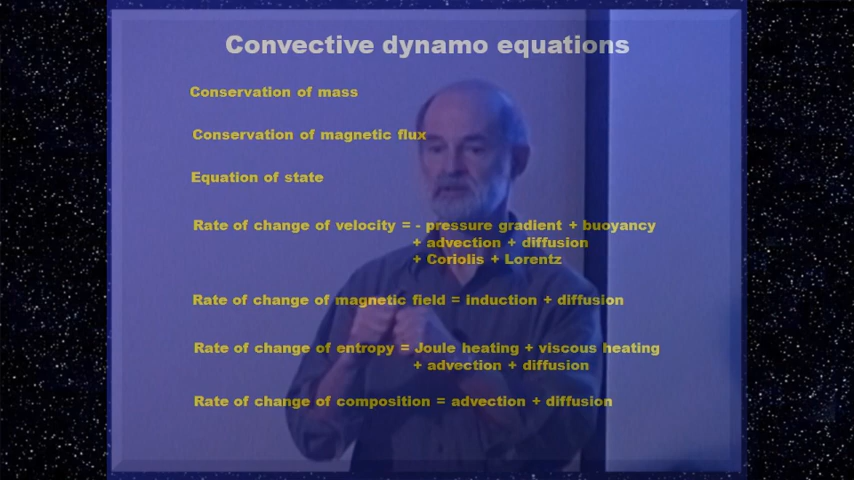 Convective dynamo equations
Conservation of mass
Conservation of magnetic flux
Equation of state
Rate of change of velocity = - pressure gradient + buoyancy
+ advection + diffusion
+ Coriolis + Lorentz
Rate of change of magnetic field = induction + diffusion
Rate of change of entropy = Joule heating + viscous heating
+ advection + diffusion
Rate of change of composition = advection + diffusion